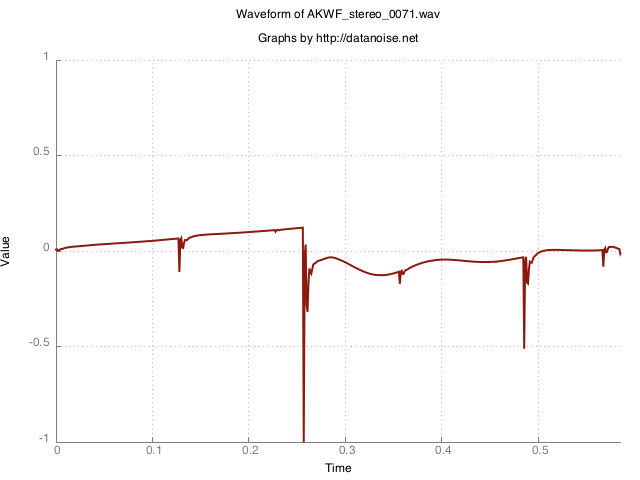 Waveform of AKWF_stereo_0071.wav
Graphs by http://datanoise.net
1
0.5
0
-0.5
-1
Value
0 0.1 0.2 0.3 0.4 0.5
Time